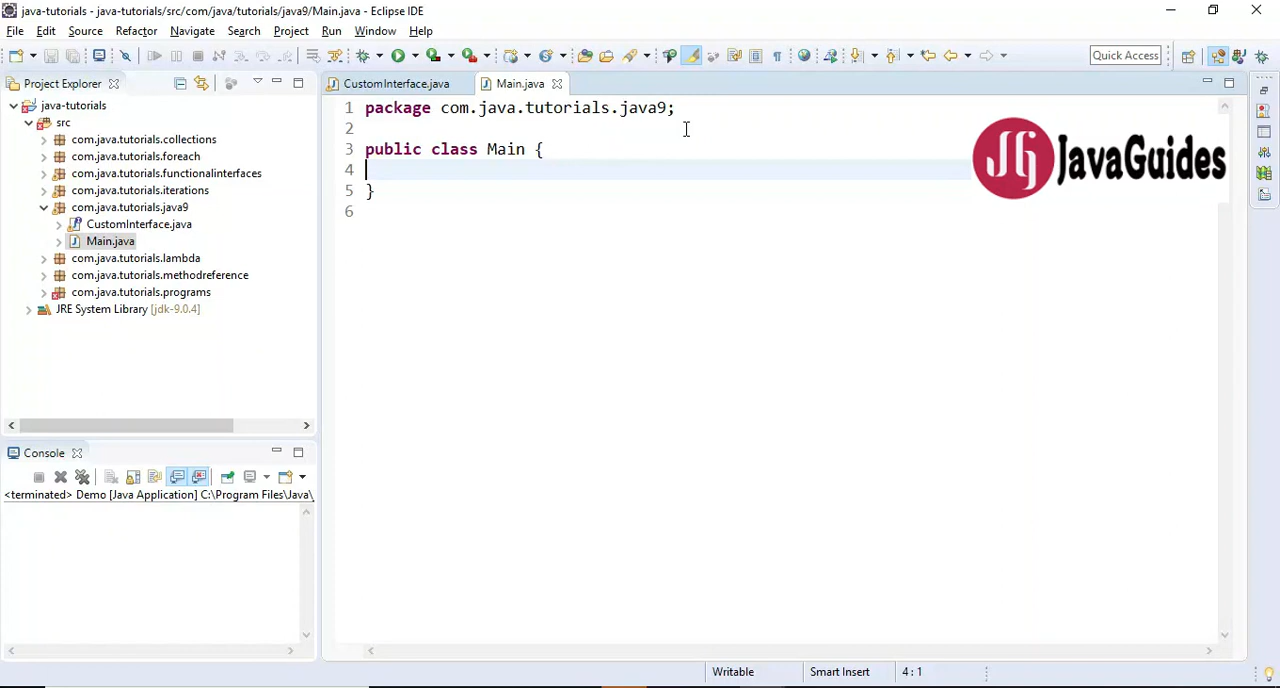 java-tutorials - java-tutorials/src/com/java/tutorials/java9/Main.java - Eclipse IDE
File Edit Source Refactor Navigate Search Project Run Window Help
Quick Access
Project Explorer
CustomInterface.java
Main.java
java-tutorials
src
com.java.tutorials.collections
com.java.tutorials.foreach
com.java.tutorials.functionalinterfaces
com.java.tutorials.iterations
com.java.tutorials.java9
CustomInterface.java
Main.java
com.java.tutorials.lambda
com.java.tutorials.methodreference
com.java.tutorials.programs
JRE System Library [jdk-9.0.4]
1 package com.java.tutorials.java9;
2
3 public class Main {
4
5 }
6
JG JavaGuides
Console
<terminated> Demo [Java Application] C:\Program Files\Java\
Writable Smart Insert 4 : 1